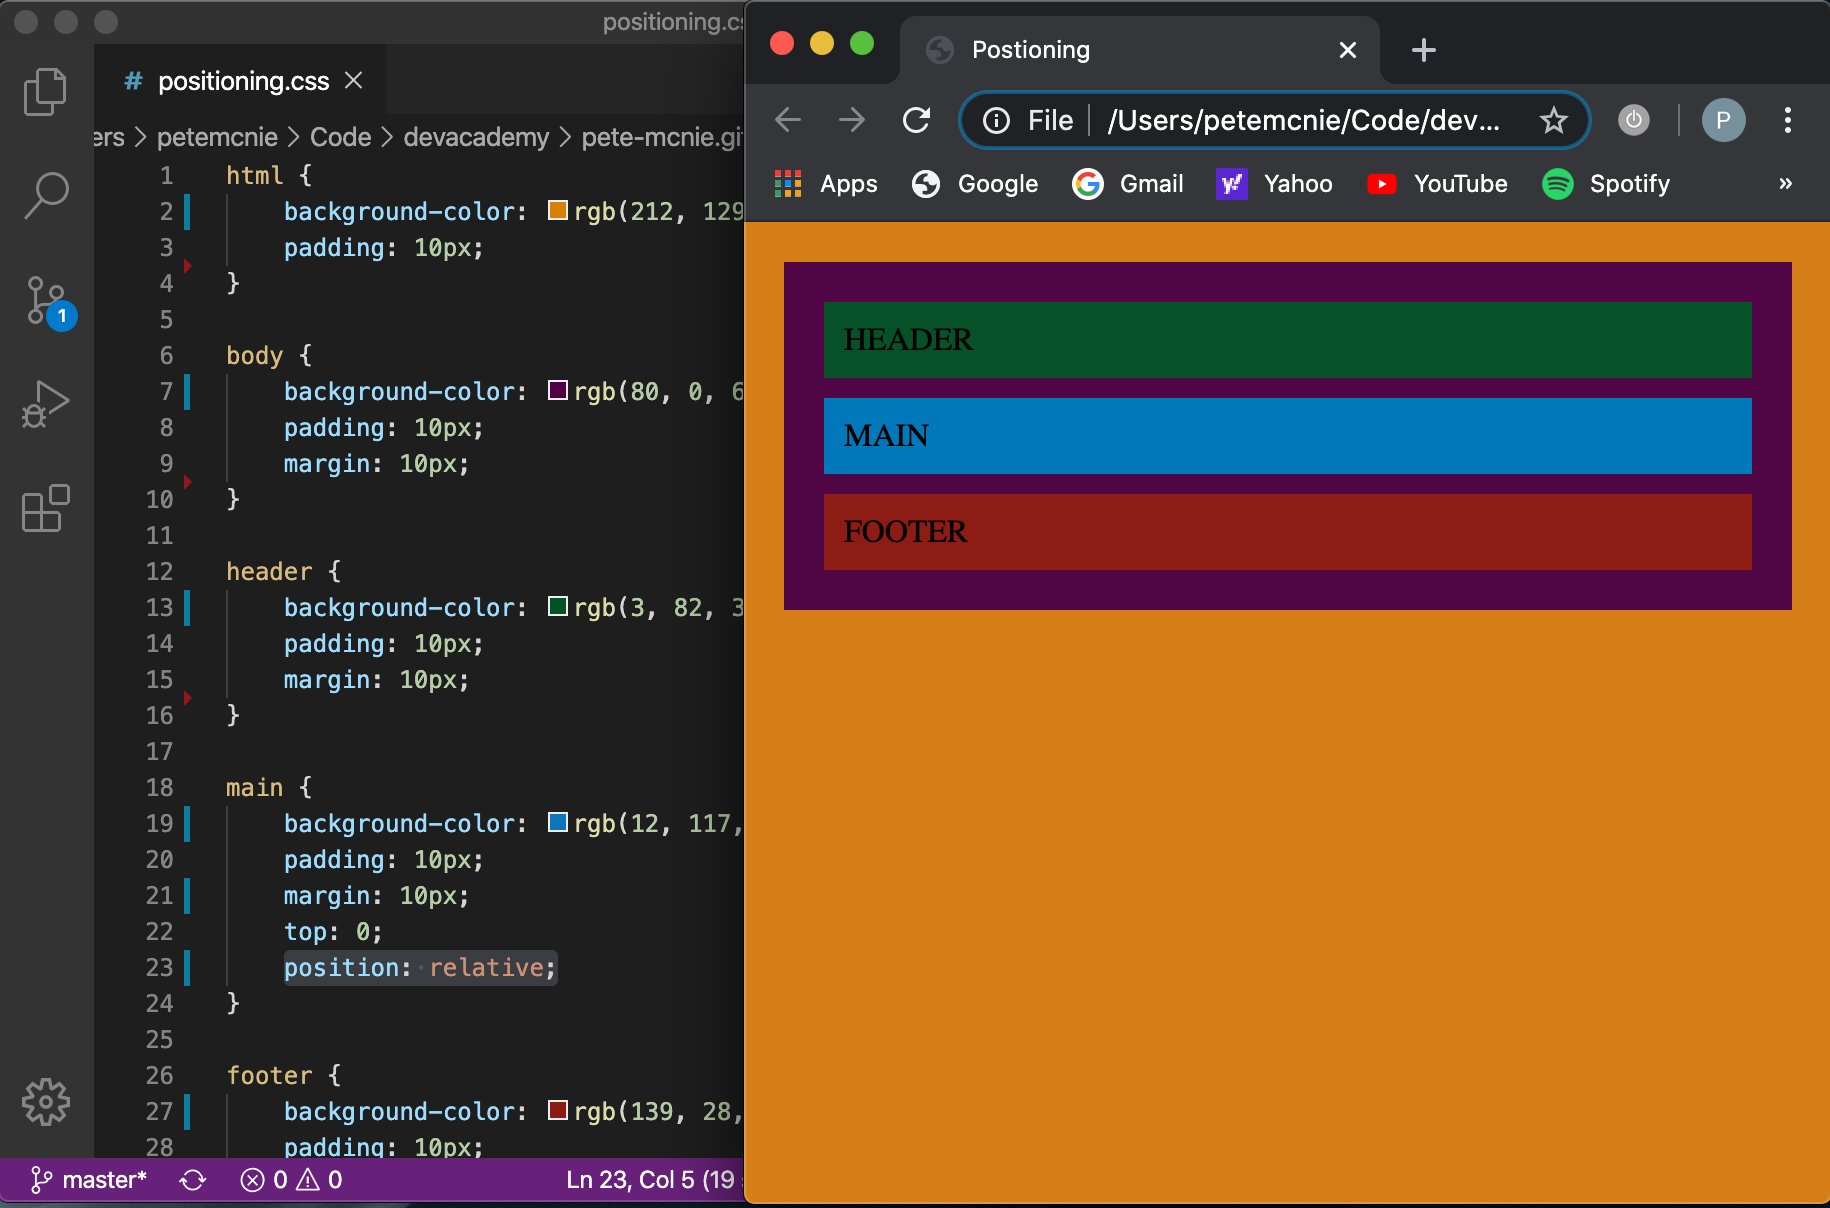 positioning.cs
# positioning.css
ers > petemcnie > Code > devacademy > pete-mcnie.gi
1 html {
2 background-color: rgb(212, 129
3 padding: 10px;
4 }
5
6 body {
7 background-color: rgb(80, 0, 6
8 padding: 10px;
9 margin: 10px;
10 }
11
12 header {
13 background-color: rgb(3, 82, 3
14 padding: 10px;
15 margin: 10px;
16 }
17
18 main {
19 background-color: rgb(12, 117,
20 padding: 10px;
21 margin: 10px;
22 top: 0;
23 position: relative;
24 }
25
26 footer {
27 background-color: rgb(139, 28,
28 padding: 10px;
1
master* 0 0 Ln 23, Col 5 (19
Postioning
File /Users/petemcnie/Code/dev... P
Apps Google Gmail Yahoo YouTube Spotify »
HEADER
MAIN
FOOTER